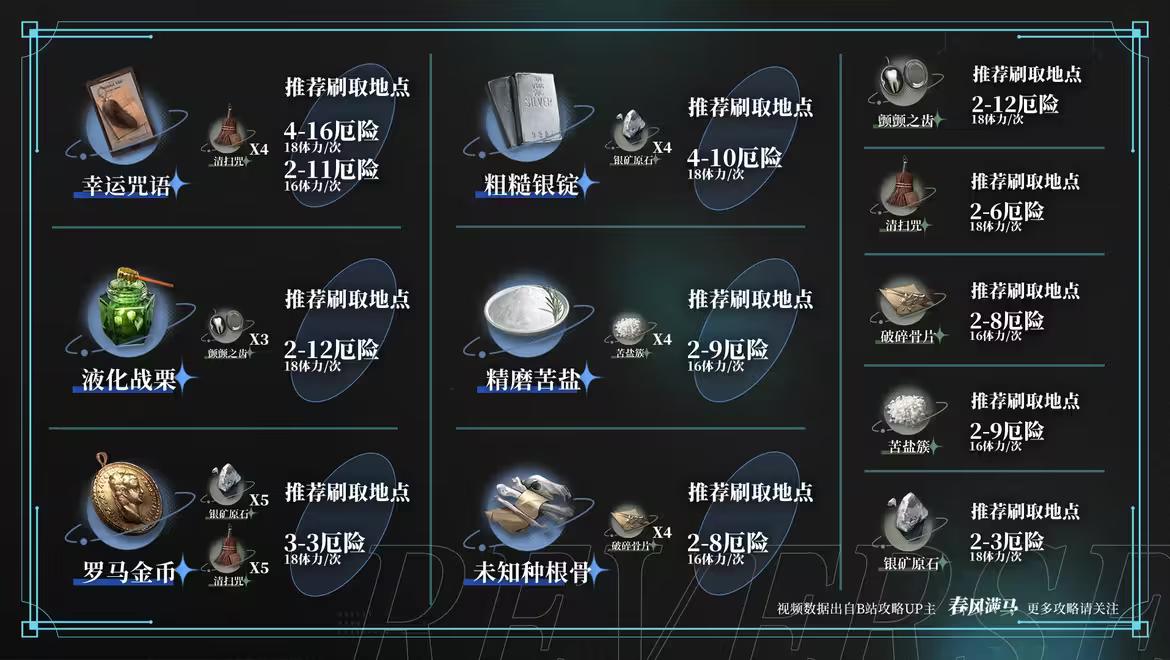 推荐刷取地点
4-16厄险
18体力/次
2-11厄险
16体力/次
清扫咒
X4
幸运咒语
推荐刷取地点
2-12厄险
18体力/次
颤颤之齿
X3
液化战栗
推荐刷取地点
3-3厄险
18体力/次
银矿原石
X5
清扫咒
X5
罗马金币
SILVER
推荐刷取地点
4-10厄险
18体力/次
银矿原石
X4
粗糙银锭
推荐刷取地点
2-9厄险
16体力/次
苦盐簇
X4
精磨苦盐
推荐刷取地点
2-8厄险
16体力/次
破碎骨片
X4
未知种根骨
推荐刷取地点
2-12厄险
18体力/次
颤颤之齿
推荐刷取地点
2-6厄险
18体力/次
清扫咒
推荐刷取地点
2-8厄险
16体力/次
破碎骨片
推荐刷取地点
2-9厄险
16体力/次
苦盐簇
推荐刷取地点
2-3厄险
18体力/次
银矿原石
视频数据出自B站攻略UP主 春风满马 更多攻略请关注
REVERSE